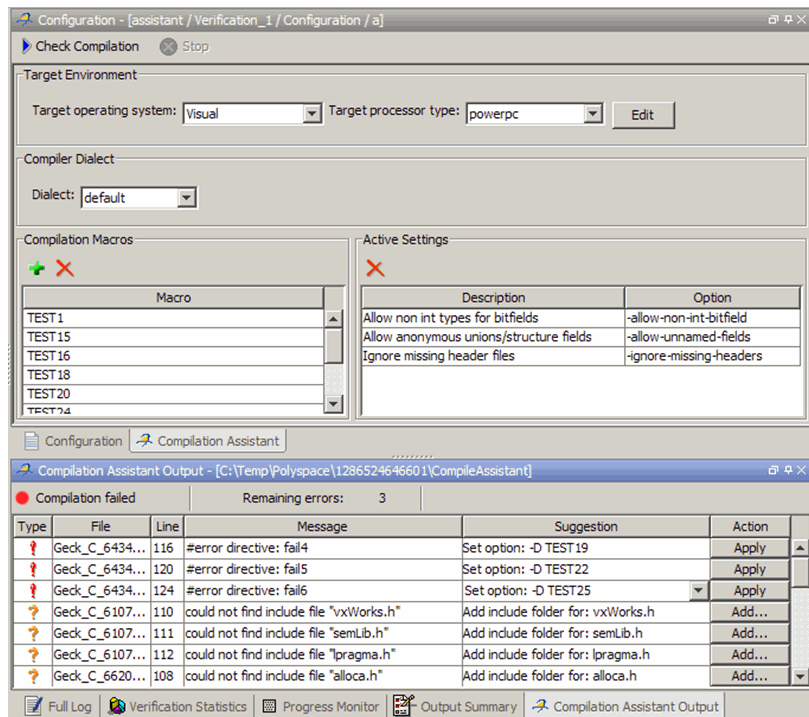 Configuration - [assistant / Verification_1 / Configuration / a]
Check Compilation Stop
Target Environment
Target operating system: Visual Target processor type: powerpc Edit
Compiler Dialect
Dialect: default
Compilation Macros Active Settings
Macro Description Option
TEST1 Allow non int types for bitfields -allow-non-int-bitfield
TEST15 Allow anonymous unions/structure fields -allow-unnamed-fields
TEST16 Ignore missing header files -ignore-missing-headers
TEST18
TEST20
TEST24
Configuration Compilation Assistant
Compilation Assistant Output - [C:\Temp\Polyspace\1286524646601\CompileAssistant]
Compilation failed Remaining errors: 3
Type File Line Message Suggestion Action
Geck_C_6434... 116 #error directive: fail4 Set option: -D TEST19 Apply
Geck_C_6434... 120 #error directive: fail5 Set option: -D TEST22 Apply
Geck_C_6434... 124 #error directive: fail6 Set option: -D TEST25 Apply
Geck_C_6107... 110 could not find include file "vxWorks.h" Add include folder for: vxWorks.h Add...
Geck_C_6107... 111 could not find include file "semLib.h" Add include folder for: semLib.h Add...
Geck_C_6107... 112 could not find include file "lpragma.h" Add include folder for: lpragma.h Add...
Geck_C_6620... 108 could not find include file "alloca.h" Add include folder for: alloca.h Add...
Full Log Verification Statistics Progress Monitor Output Summary Compilation Assistant Output